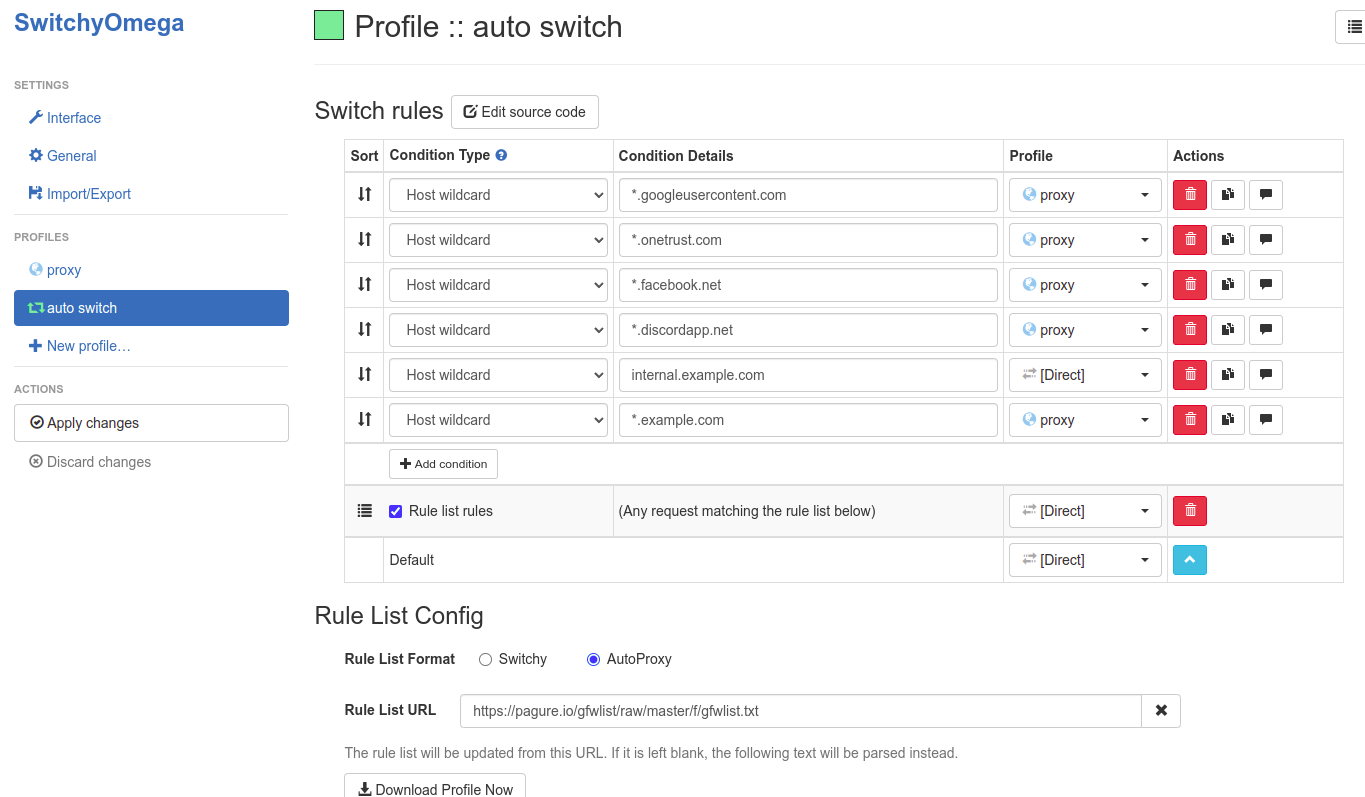 SwitchyOmega
Profile :: auto switch
SETTINGS
Interface
General
Import/Export
PROFILES
proxy
auto switch
New profile…
ACTIONS
Apply changes
Discard changes
Switch rules Edit source code
Sort Condition Type Condition Details Profile Actions
Host wildcard *.googleusercontent.com proxy
Host wildcard *.onetrust.com proxy
Host wildcard *.facebook.net proxy
Host wildcard *.discordapp.net proxy
Host wildcard internal.example.com [Direct]
Host wildcard *.example.com proxy
Add condition
Rule list rules (Any request matching the rule list below) [Direct]
Default [Direct]
Rule List Config
Rule List Format Switchy AutoProxy
Rule List URL https://pagure.io/gfwlist/raw/master/f/gfwlist.txt
The rule list will be updated from this URL. If it is left blank, the following text will be parsed instead.
Download Profile Now